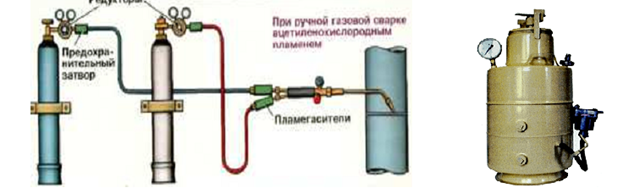 Редукторы
При ручной газовой сварке
ацетиленокислородным
пламенем
Предохра-
нительный
затвор
Пламегасители